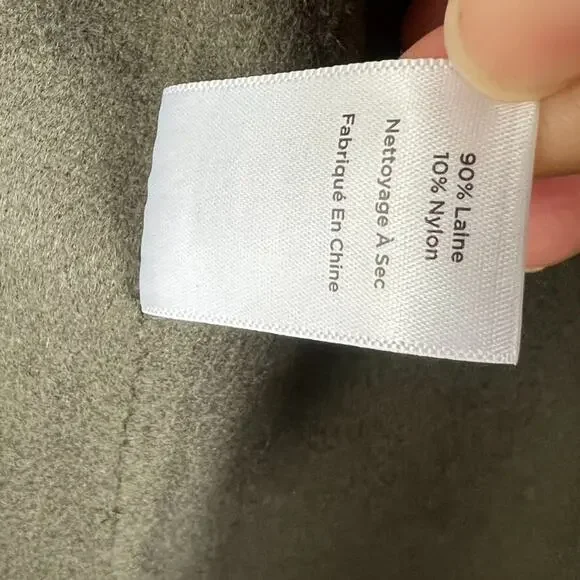 90% Laine
10% Nylon
Nettoyage À Sec
Fabriqué En Chine